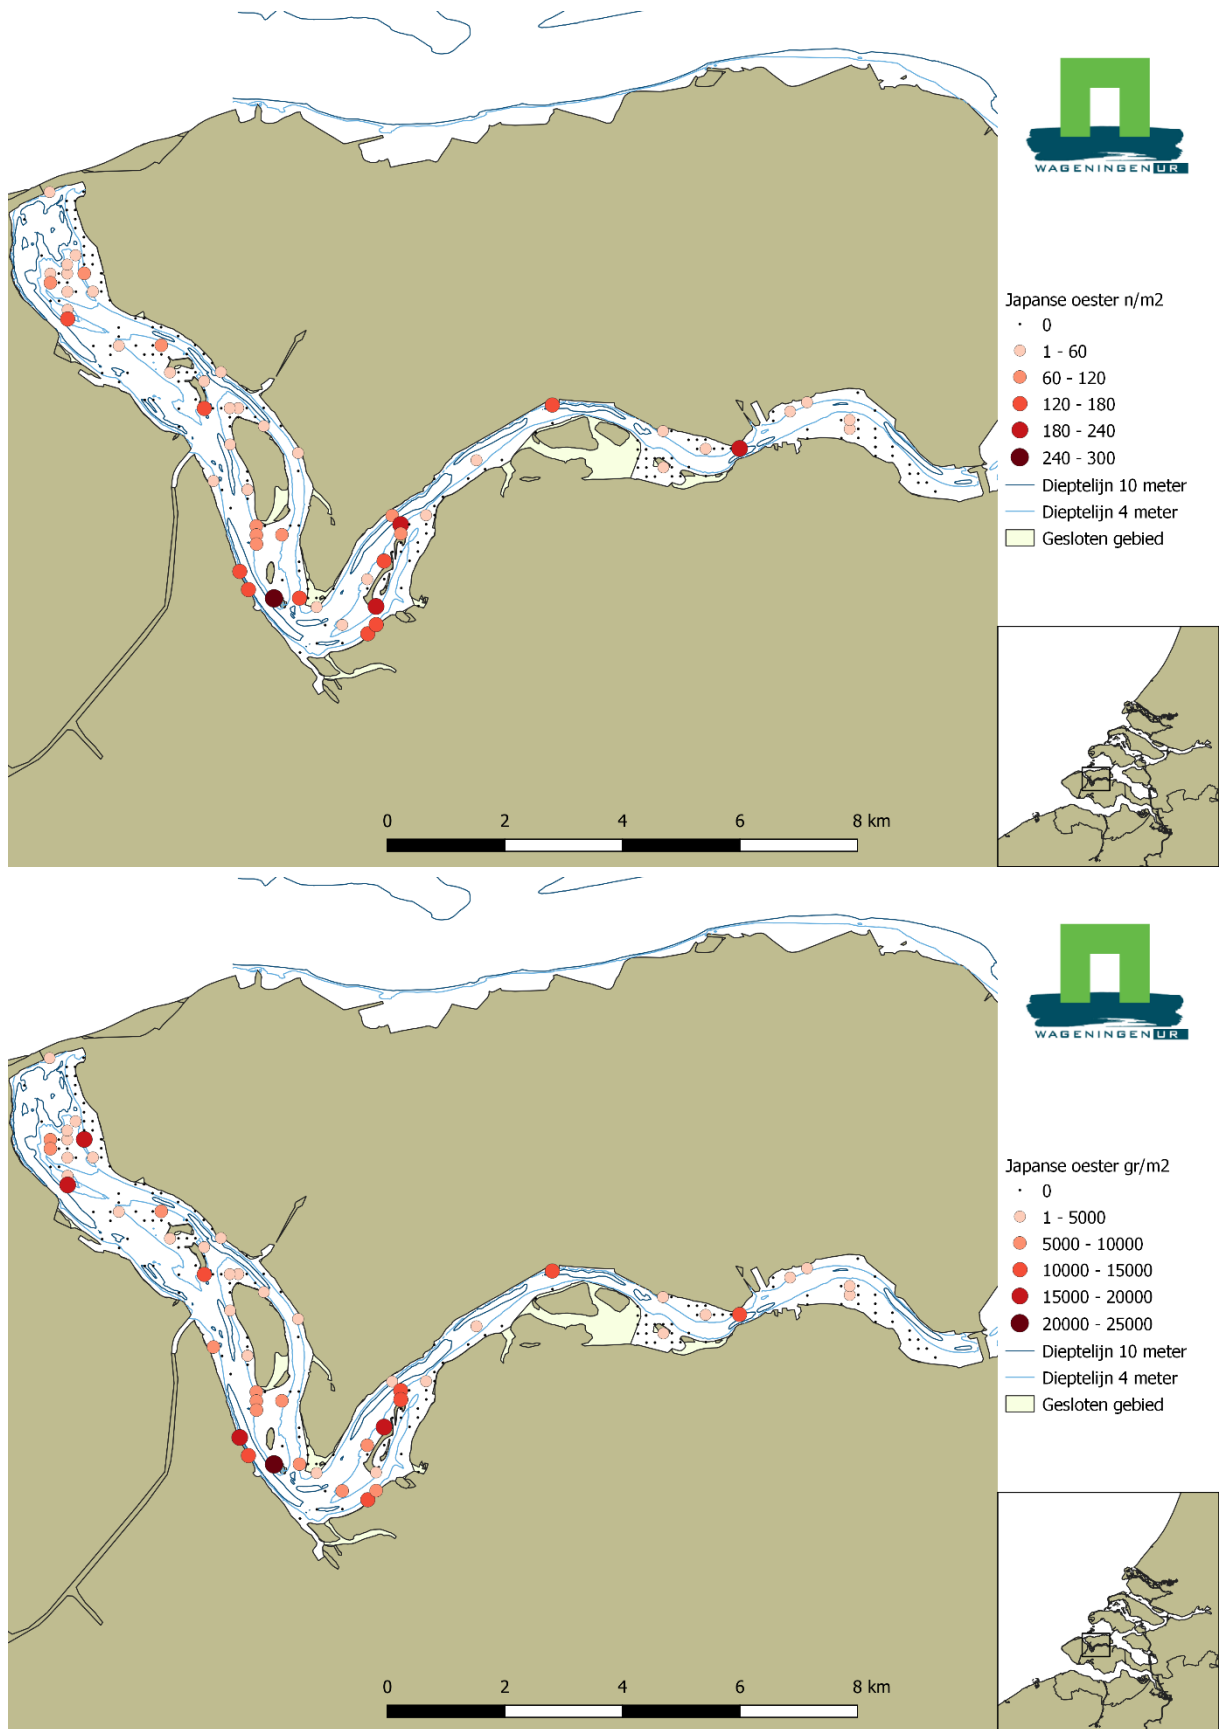 WAGENINGEN UR
Japanse oester n/m2
0
1 - 60
60 - 120
120 - 180
180 - 240
240 - 300
Dieptelijn 10 meter
Dieptelijn 4 meter
Gesloten gebied
0 2 4 6 8 km
WAGENINGEN UR
Japanse oester gr/m2
0
1 - 5000
5000 - 10000
10000 - 15000
15000 - 20000
20000 - 25000
Dieptelijn 10 meter
Dieptelijn 4 meter
Gesloten gebied
0 2 4 6 8 km